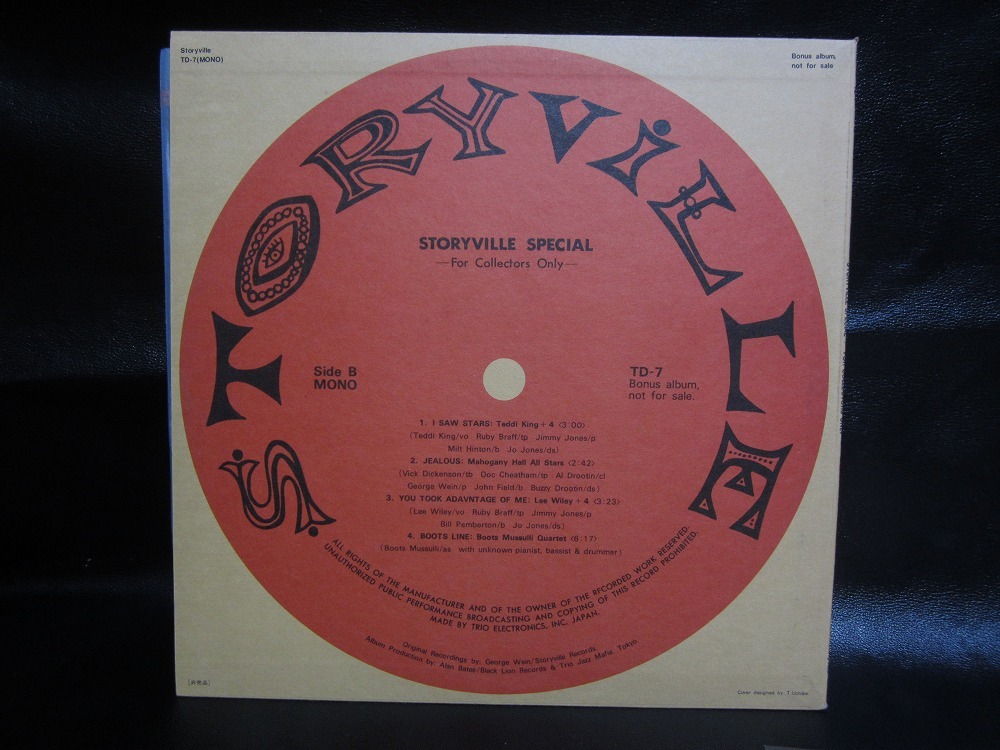 Storyville
TD-7(MONO)
Bonus album,
not for sale
STORYVILLE
STORYVILLE SPECIAL
—For Collectors Only—
Side B
MONO
TD-7
Bonus album,
not for sale.
1. I SAW STARS: Teddi King + 4 (3:00)
(Teddi King/vo Ruby Braff/tp Jimmy Jones/p
Milt Hinton/b Jo Jones/ds)
2. JEALOUS: Mahogany Hall All Stars (2:42)
(Vick Dickenson/tb Doc Cheatham/tp Al Drootin/cl
George Wein/p John Field/b Buzzy Drootin/ds)
3. YOU TOOK ADAVNTAGE OF ME: Lee Wiley + 4 (3:23)
(Lee Wiley/vo Ruby Braff/tp Jimmy Jones/p
Bill Pemberton/b Jo Jones/ds)
4. BOOTS LINE: Boots Mussulli Quartet (6:17)
(Boots Mussulli/as with unknown pianist, bassist & drummer)
ALL RIGHTS OF THE MANUFACTURER AND OF THE OWNER OF THE RECORDED WORK RESERVED.
UNAUTHORIZED PUBLIC PERFORMANCE BROADCASTING AND COPYING OF THIS RECORD PROHIBITED.
MADE BY TRIO ELECTRONICS, INC. JAPAN.
Original Recordings by: George Wein/Storyville Records.
Album Production by: Alan Bates/Black Lion Records & Trio Jazz Mafia, Tokyo.
[非売品]
Cover designed by T.